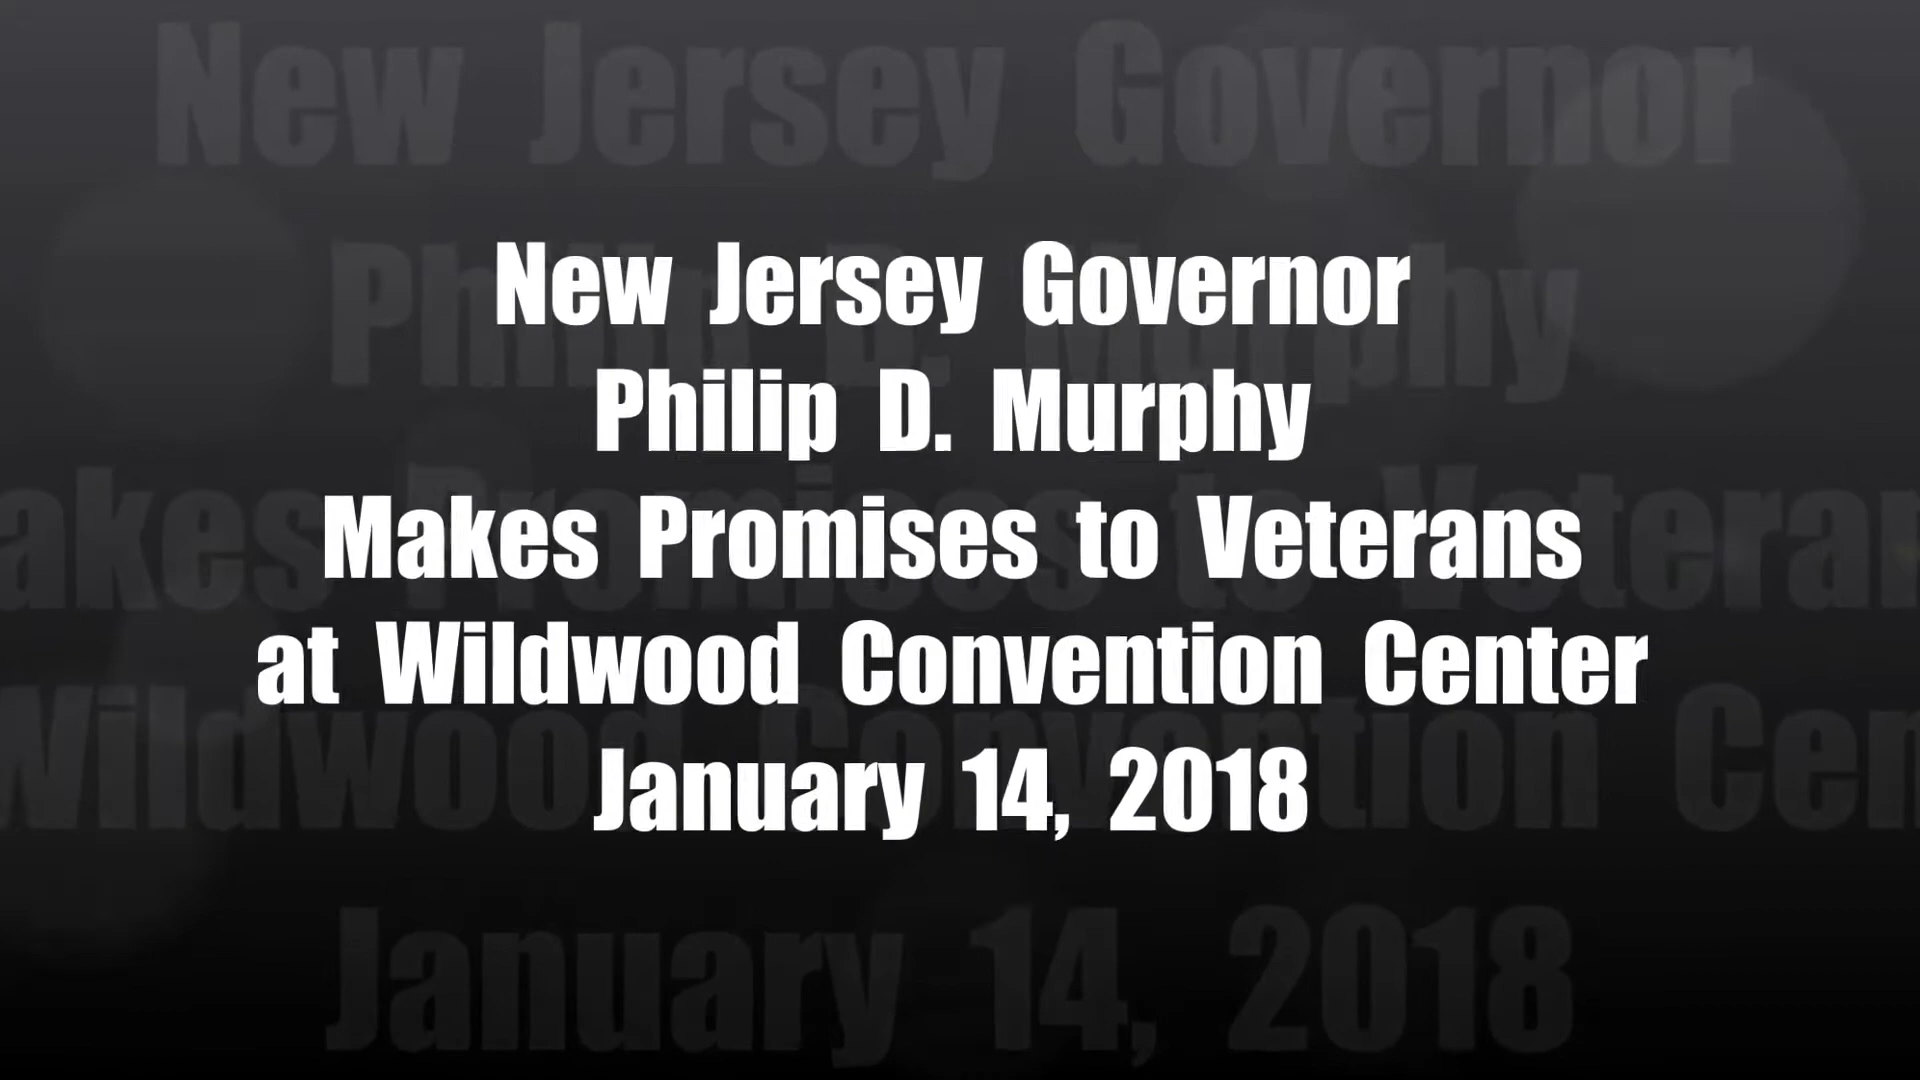 New Jersey Governor
Philip D. Murphy
Makes Promises to Veterans
at Wildwood Convention Center
January 14, 2018